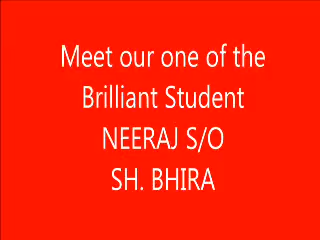 Meet our one of the
Brilliant Student
NEERAJ S/O
SH. BHIRA